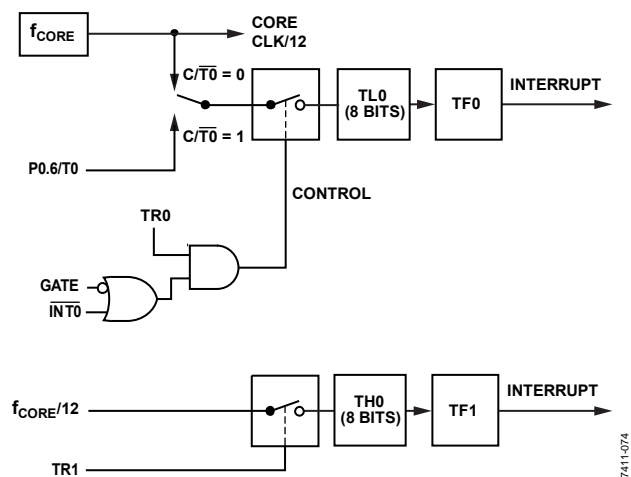 fCORE
CORE
CLK/12
C/T0 = 0
C/T0 = 1
P0.6/T0
TL0
(8 BITS)
TF0
INTERRUPT
CONTROL
TR0
GATE
INT0
fCORE/12
TH0
(8 BITS)
TF1
INTERRUPT
TR1
7411-074